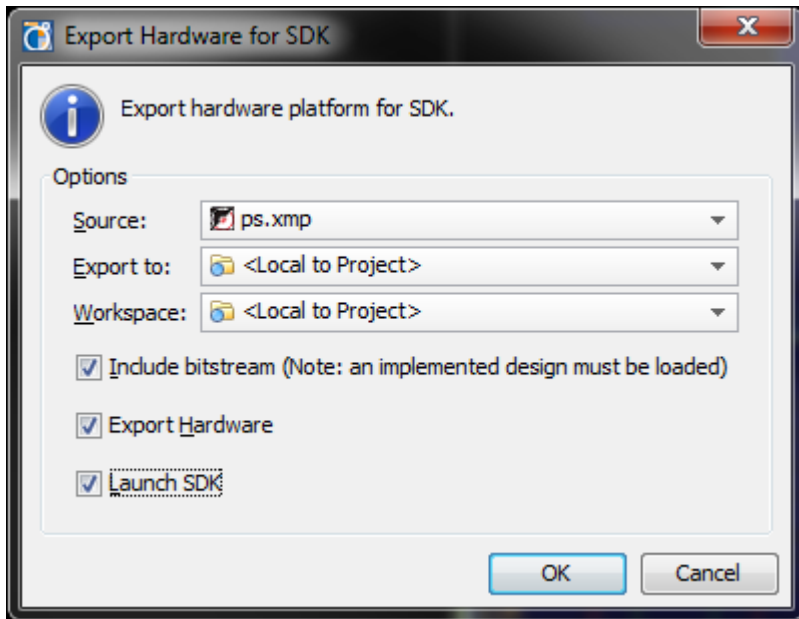 Export Hardware for SDK
Export hardware platform for SDK.
Options
Source: ps.xmp
Export to: <Local to Project>
Workspace: <Local to Project>
Include bitstream (Note: an implemented design must be loaded)
Export Hardware
Launch SDK
OK Cancel